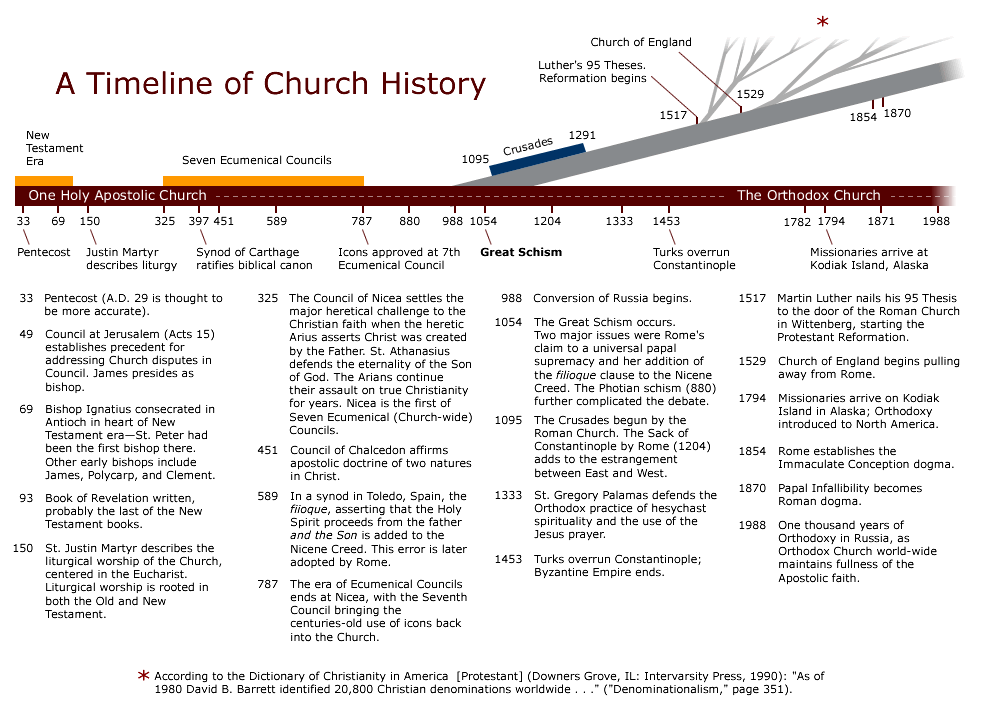 *
Church of England
Luther's 95 Theses.
Reformation begins
A Timeline of Church History
1529
1517
1854 1870
New
Testament
Era
Seven Ecumenical Councils
1095 Crusades 1291
One Holy Apostolic Church
The Orthodox Church
33 69 150 325 397 451 589 787 880 988 1054 1204 1333 1453 1782 1794 1871 1988
Pentecost
Justin Martyr
describes liturgy
Synod of Carthage
ratifies biblical canon
Icons approved at 7th
Ecumenical Council
Great Schism
Turks overrun
Constantinople
Missionaries arrive at
Kodiak Island, Alaska
33 Pentecost (A.D. 29 is thought to
be more accurate).
49 Council at Jerusalem (Acts 15)
establishes precedent for
addressing Church disputes in
Council. James presides as
bishop.
69 Bishop Ignatius consecrated in
Antioch in heart of New
Testament era—St. Peter had
been the first bishop there.
Other early bishops include
James, Polycarp, and Clement.
93 Book of Revelation written,
probably the last of the New
Testament books.
150 St. Justin Martyr describes the
liturgical worship of the Church,
centered in the Eucharist.
Liturgical worship is rooted in
both the Old and New
Testament.
325 The Council of Nicea settles the
major heretical challenge to the
Christian faith when the heretic
Arius asserts Christ was created
by the Father. St. Athanasius
defends the eternality of the Son
of God. The Arians continue
their assault on true Christianity
for years. Nicea is the first of
Seven Ecumenical (Church-wide)
Councils.
451 Council of Chalcedon affirms
apostolic doctrine of two natures
in Christ.
589 In a synod in Toledo, Spain, the
fiioque, asserting that the Holy
Spirit proceeds from the father
and the Son is added to the
Nicene Creed. This error is later
adopted by Rome.
787 The era of Ecumenical Councils
ends at Nicea, with the Seventh
Council bringing the
centuries-old use of icons back
into the Church.
988 Conversion of Russia begins.
1054 The Great Schism occurs.
Two major issues were Rome's
claim to a universal papal
supremacy and her addition of
the filioque clause to the Nicene
Creed. The Photian schism (880)
further complicated the debate.
1095 The Crusades begun by the
Roman Church. The Sack of
Constantinople by Rome (1204)
adds to the estrangement
between East and West.
1333 St. Gregory Palamas defends the
Orthodox practice of hesychast
spirituality and the use of the
Jesus prayer.
1453 Turks overrun Constantinople;
Byzantine Empire ends.
1517 Martin Luther nails his 95 Thesis
to the door of the Roman Church
in Wittenberg, starting the
Protestant Reformation.
1529 Church of England begins pulling
away from Rome.
1794 Missionaries arrive on Kodiak
Island in Alaska; Orthodoxy
introduced to North America.
1854 Rome establishes the
Immaculate Conception dogma.
1870 Papal Infallibility becomes
Roman dogma.
1988 One thousand years of
Orthodoxy in Russia, as
Orthodox Church world-wide
maintains fullness of the
Apostolic faith.
* According to the Dictionary of Christianity in America [Protestant] (Downers Grove, IL: Intervarsity Press, 1990): "As of
1980 David B. Barrett identified 20,800 Christian denominations worldwide . . ." ("Denominationalism," page 351).